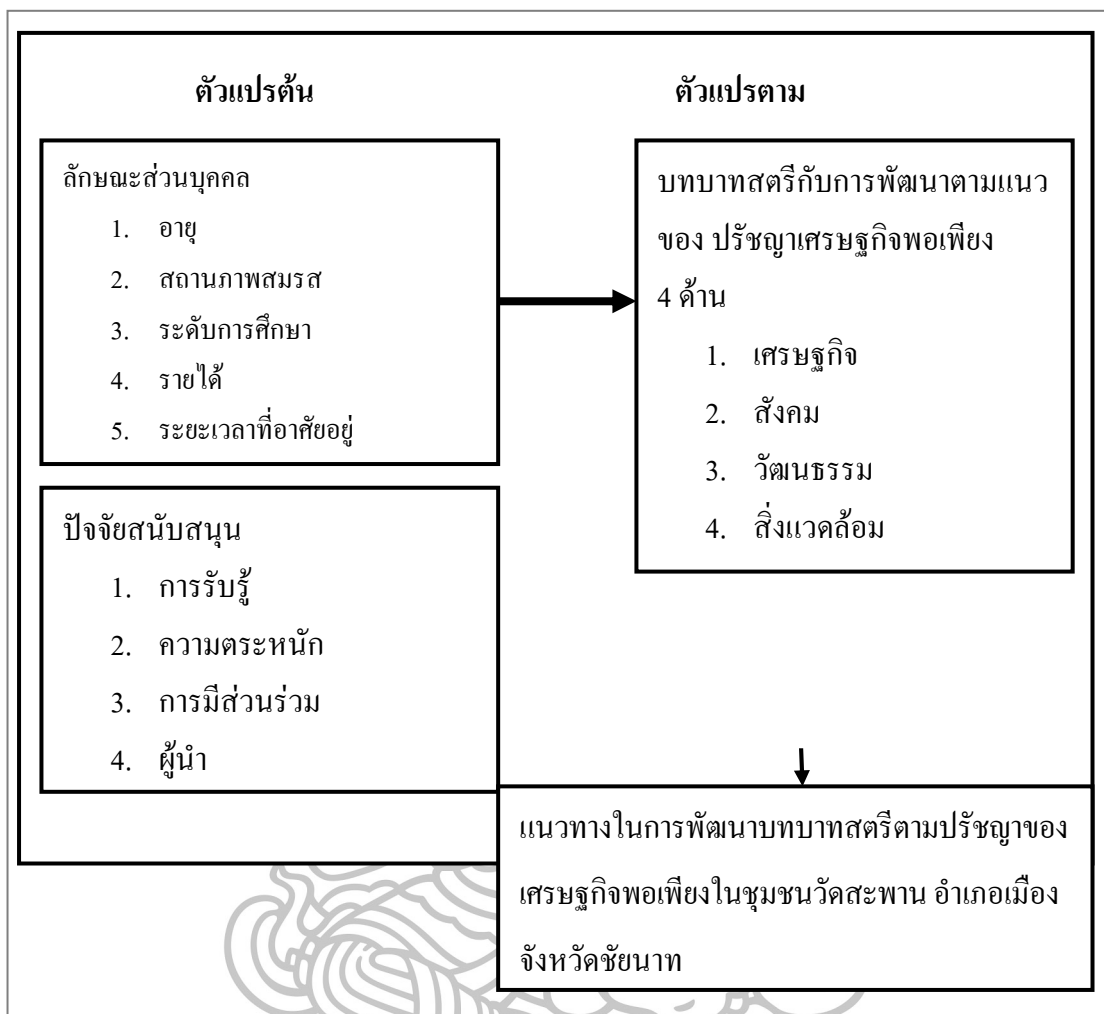 ตัวแปรต้น
ตัวแปรตาม
ลักษณะส่วนบุคคล
1. อายุ
2. สถานภาพสมรส
3. ระดับการศึกษา
4. รายได้
5. ระยะเวลาที่อาศัยอยู่
ปัจจัยสนับสนุน
1. การรับรู้
2. ความตระหนัก
3. การมีส่วนร่วม
4. ผู้นำ
บทบาทสตรีกับการพัฒนาตามแนว
ของ ปรัชญาเศรษฐกิจพอเพียง
4 ด้าน
1. เศรษฐกิจ
2. สังคม
3. วัฒนธรรม
4. สิ่งแวดล้อม
แนวทางในการพัฒนาบทบาทสตรีตามปรัชญาของ
เศรษฐกิจพอเพียงในชุมชนวัดสะพาน อำเภอเมือง
จังหวัดชัยนาท